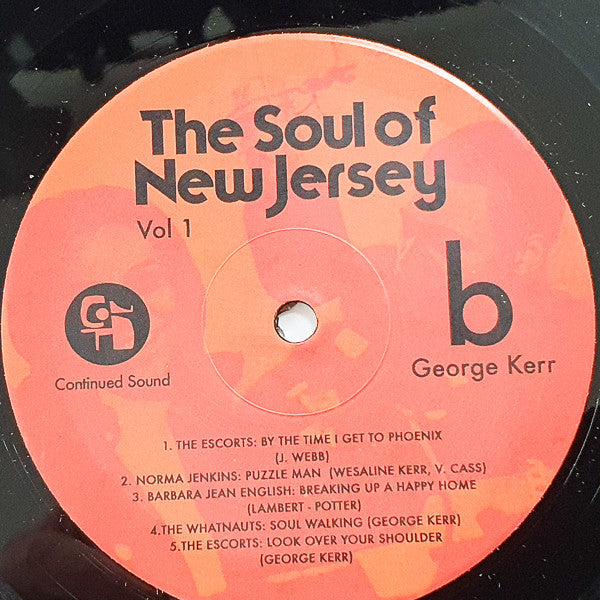 The Soul of
New Jersey
Vol 1
b
George Kerr
CONTD
Continued Sound
1. THE ESCORTS: BY THE TIME I GET TO PHOENIX
(J. WEBB)
2. NORMA JENKINS: PUZZLE MAN (WESALINE KERR, V. CASS)
3. BARBARA JEAN ENGLISH: BREAKING UP A HAPPY HOME
(LAMBERT - POTTER)
4.THE WHATNAUTS: SOUL WALKING (GEORGE KERR)
5.THE ESCORTS: LOOK OVER YOUR SHOULDER
(GEORGE KERR)